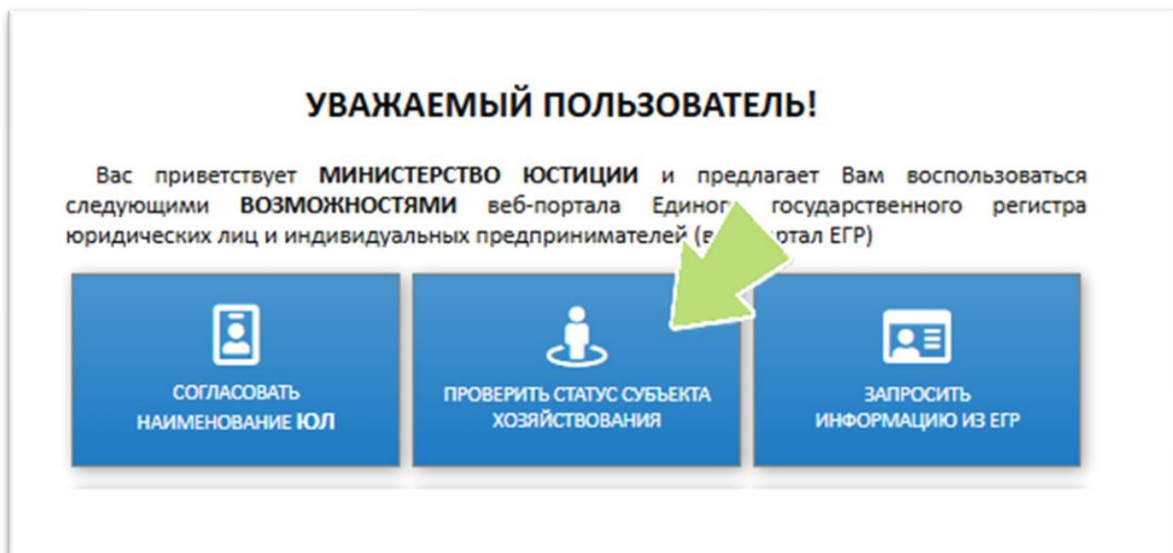 УВАЖАЕМЫЙ ПОЛЬЗОВАТЕЛЬ!
Вас приветствует МИНИСТЕРСТВО ЮСТИЦИИ и предлагает Вам воспользоваться
следующими ВОЗМОЖНОСТЯМИ веб-портала Единого государственного регистра
юридических лиц и индивидуальных предпринимателей ЕГР)
СОГЛАСОВАТЬ
НАИМЕНОВАНИЕ ЮЛ
ПРОВЕРИТЬ СТАТУС СУБЪЕКТА
ХОЗЯЙСТВОВАНИЯ
ЗАПРОСИТЬ
ИНФОРМАЦИЮ ИЗ ЕГР